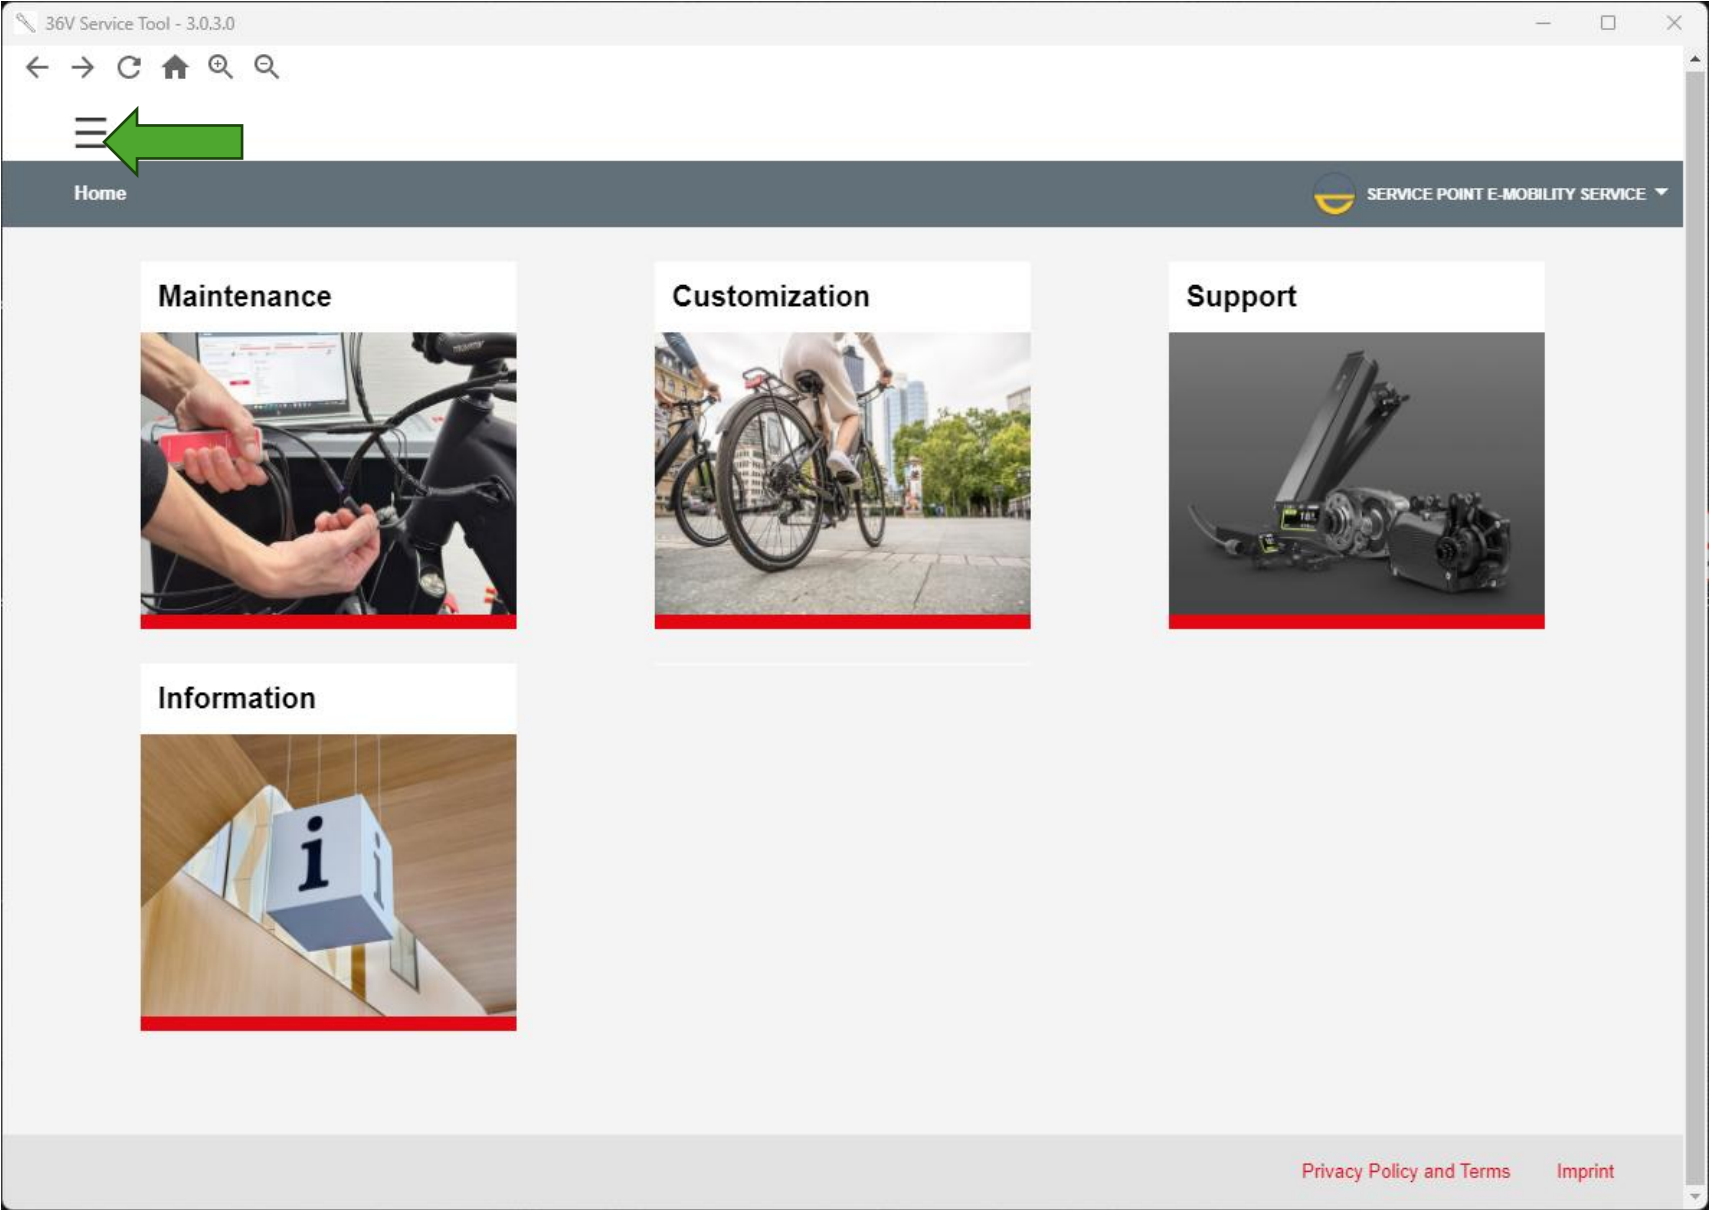 36V Service Tool - 3.0.3.0
Home
SERVICE POINT E-MOBILITY SERVICE
Maintenance
Customization
Support
Information
i
i
Privacy Policy and Terms
Imprint